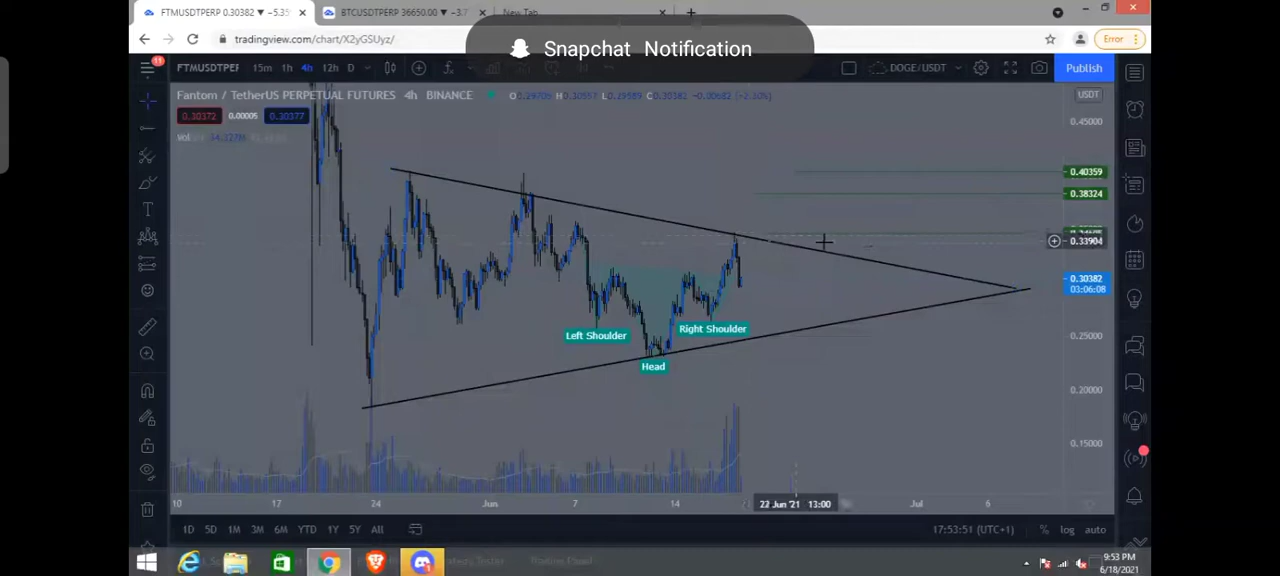 FTMUSDTPERP 0.30382 ▼ −5.35
BTCUSDTPERP 36650.00 ▼ −3.7
New Tab
Snapchat Notification
tradingview.com/chart/X2yGSUyz/
Error
11
FTMUSDTPEF 15m 1h 4h 12h D
DOGE/USDT
Publish
Fantom / TetherUS PERPETUAL FUTURES 4h BINANCE
USDT
0.30372 0.00005 0.30377
0.45000
0.40359
0.38324
0.33904
0.30382
03:06:08
Left Shoulder
Right Shoulder
Head
0.25000
0.20000
0.15000
10 17 24 Jun 7 14 22 Jun '21 13:00 Jul 6
1D 5D 1M 3M 6M YTD 1Y 5Y All
17:53:51 (UTC+1) % log auto
9:53 PM
6/18/2021